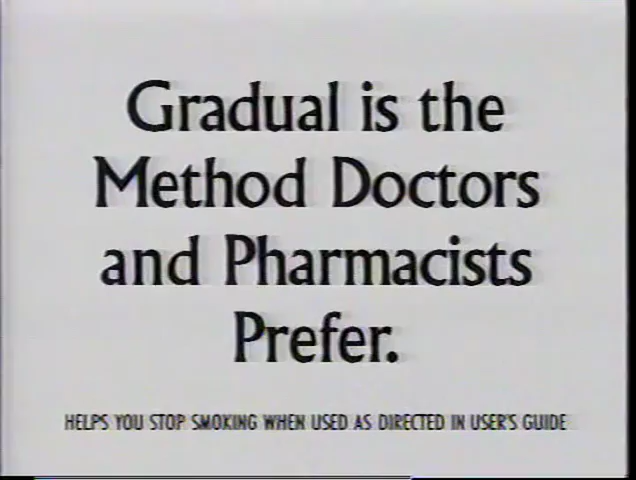 Gradual is the
Method Doctors
and Pharmacists
Prefer.
HELPS YOU STOP SMOKING WHEN USED AS DIRECTED IN USER'S GUIDE